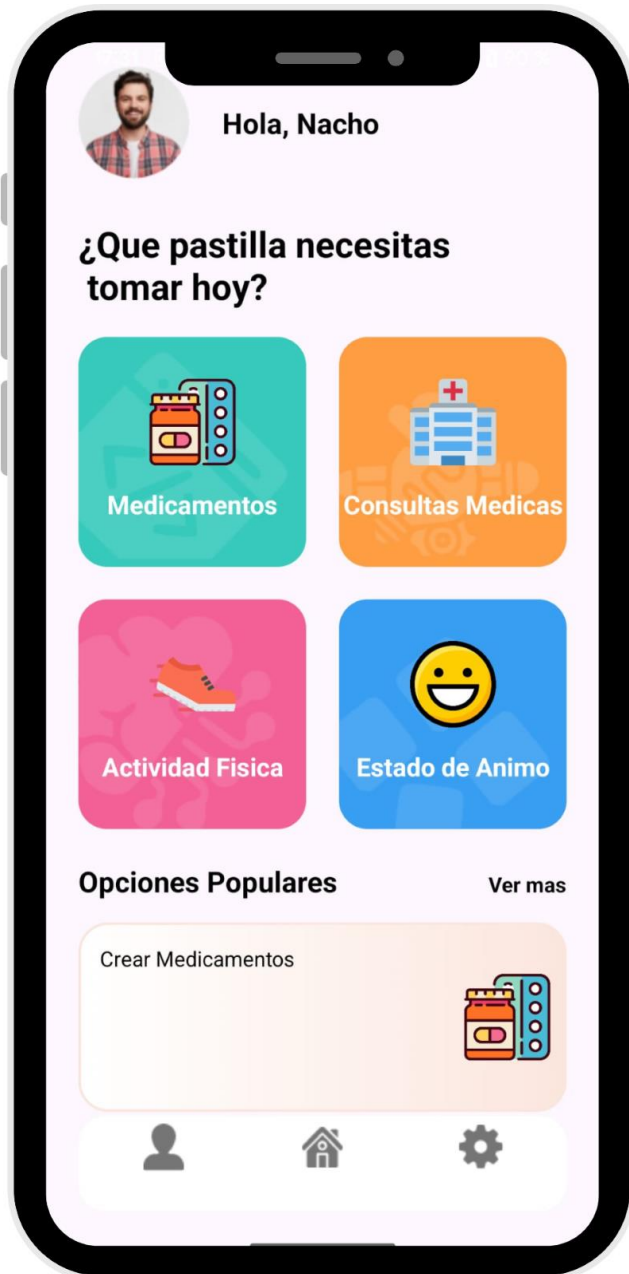 Hola, Nacho
¿Que pastilla necesitas
tomar hoy?
Medicamentos
Consultas Medicas
Actividad Fisica
Estado de Animo
Opciones Populares
Ver mas
Crear Medicamentos